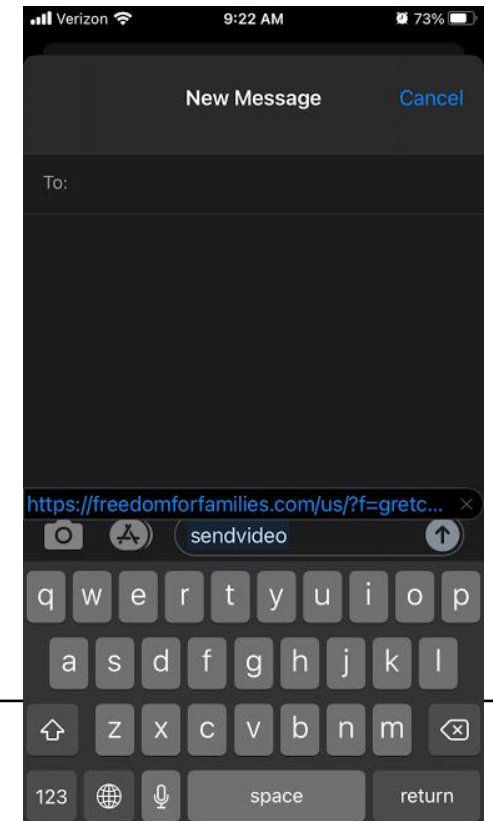 Verizon 9:22 AM 73%
New Message Cancel
To:
https://freedomforfamilies.com/us/?f=gretc...
sendvideo
q w e r t y u i o p
a s d f g h j k l
z x c v b n m
123 space return